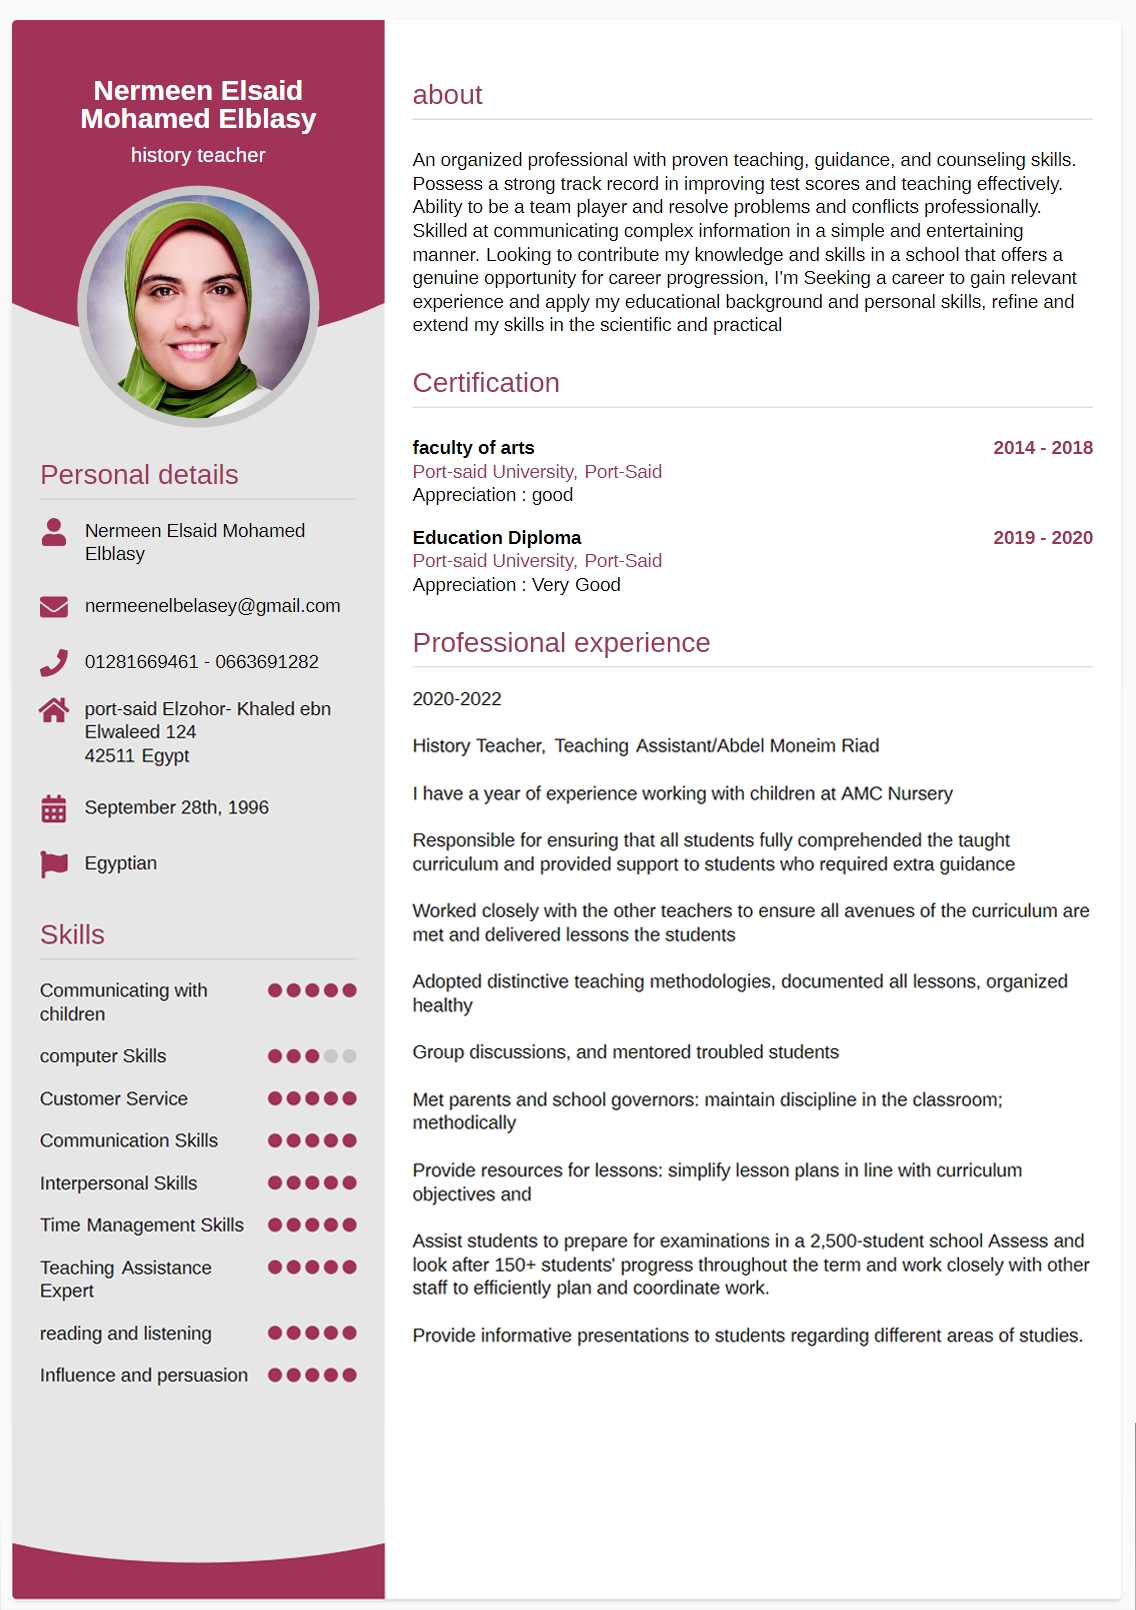 Nermeen Elsaid
Mohamed Elblasy
history teacher
Personal details
Nermeen Elsaid Mohamed
Elblasy
nermeenelbelasey@gmail.com
01281669461 - 0663691282
port-said Elzohor- Khaled ebn
Elwaleed 124
42511 Egypt
September 28th, 1996
Egyptian
Skills
Communicating with
children
computer Skills
Customer Service
Communication Skills
Interpersonal Skills
Time Management Skills
Teaching Assistance
Expert
reading and listening
Influence and persuasion
about
An organized professional with proven teaching, guidance, and counseling skills.
Possess a strong track record in improving test scores and teaching effectively.
Ability to be a team player and resolve problems and conflicts professionally.
Skilled at communicating complex information in a simple and entertaining
manner. Looking to contribute my knowledge and skills in a school that offers a
genuine opportunity for career progression, I'm Seeking a career to gain relevant
experience and apply my educational background and personal skills, refine and
extend my skills in the scientific and practical
Certification
faculty of arts 2014 - 2018
Port-said University, Port-Said
Appreciation : good
Education Diploma 2019 - 2020
Port-said University, Port-Said
Appreciation : Very Good
Professional experience
2020-2022
History Teacher, Teaching Assistant/Abdel Moneim Riad
I have a year of experience working with children at AMC Nursery
Responsible for ensuring that all students fully comprehended the taught
curriculum and provided support to students who required extra guidance
Worked closely with the other teachers to ensure all avenues of the curriculum are
met and delivered lessons the students
Adopted distinctive teaching methodologies, documented all lessons, organized
healthy
Group discussions, and mentored troubled students
Met parents and school governors: maintain discipline in the classroom;
methodically
Provide resources for lessons: simplify lesson plans in line with curriculum
objectives and
Assist students to prepare for examinations in a 2,500-student school Assess and
look after 150+ students' progress throughout the term and work closely with other
staff to efficiently plan and coordinate work.
Provide informative presentations to students regarding different areas of studies.